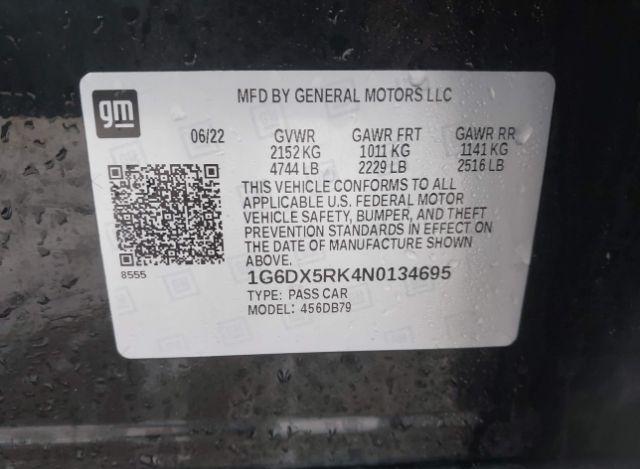 gm
MFD BY GENERAL MOTORS LLC
06/22 GVWR GAWR FRT GAWR RR
2152 KG 1011 KG 1141 KG
4744 LB 2229 LB 2516 LB
THIS VEHICLE CONFORMS TO ALL
APPLICABLE U.S. FEDERAL MOTOR
VEHICLE SAFETY, BUMPER, AND THEFT
PREVENTION STANDARDS IN EFFECT ON
THE DATE OF MANUFACTURE SHOWN
ABOVE.
8555
1G6DX5RK4N0134695
TYPE: PASS CAR
MODEL: 456DB79